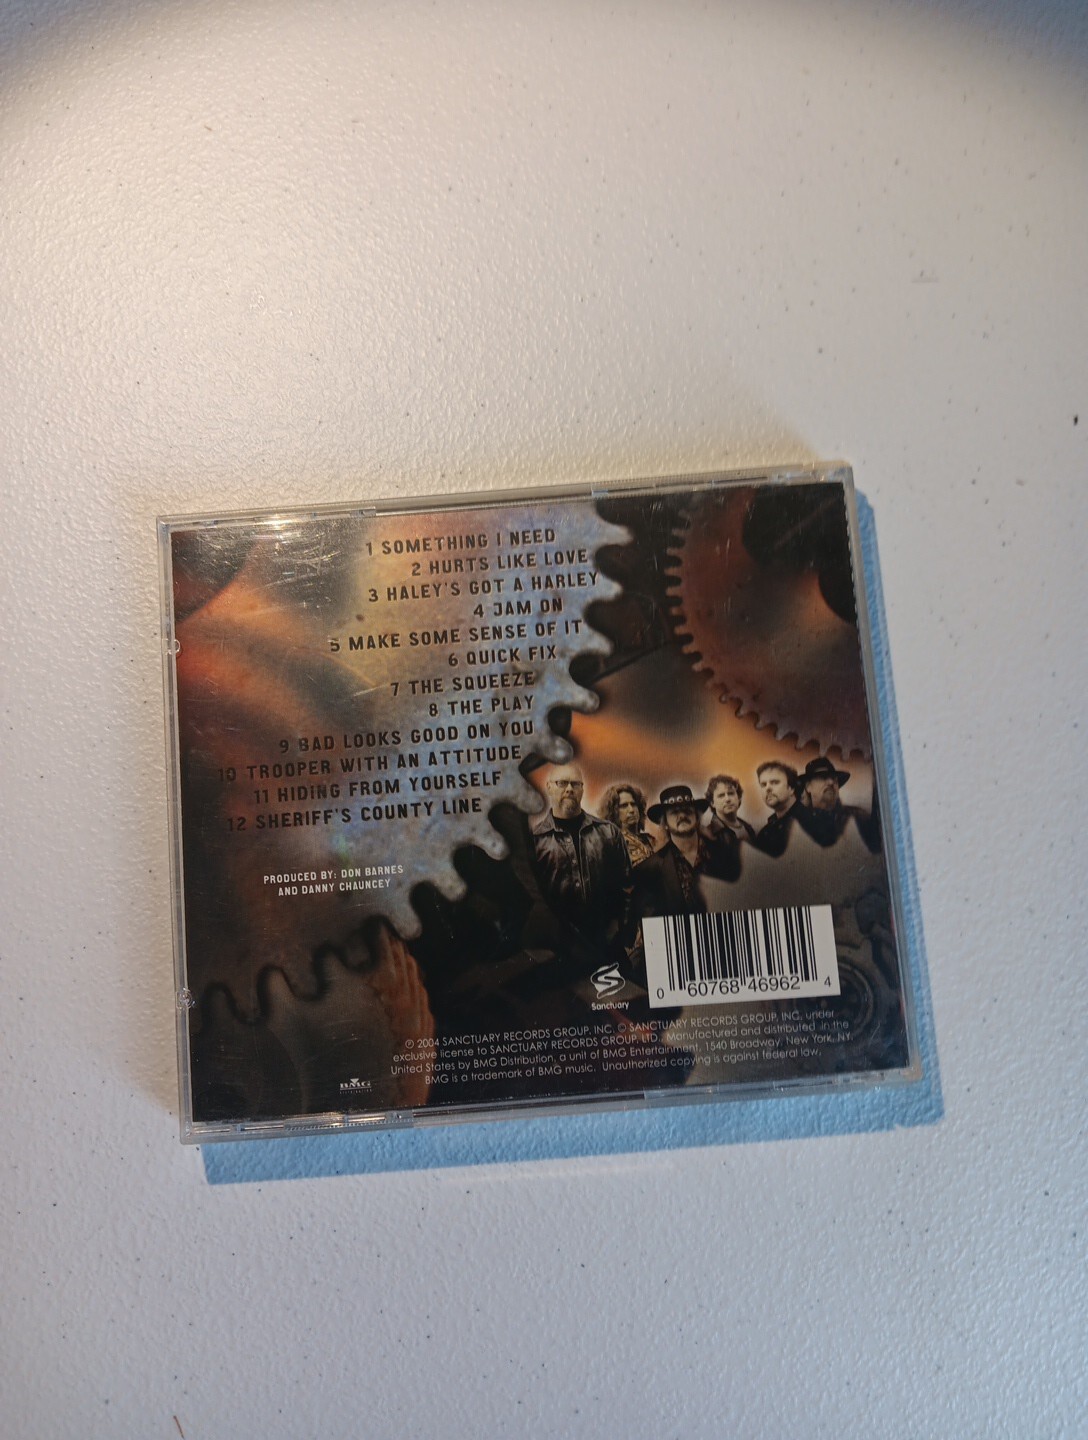 1 SOMETHING I NEED
2 HURTS LIKE LOVE
3 HALEY'S GOT A HARLEY
4 JAM ON
5 MAKE SOME SENSE OF IT
6 QUICK FIX
7 THE SQUEEZE
8 THE PLAY
9 BAD LOOKS GOOD ON YOU
10 TROOPER WITH AN ATTITUDE
11 HIDING FROM YOURSELF
12 SHERIFF'S COUNTY LINE
PRODUCED BY: DON BARNES
AND DANNY CHAUNCEY
Sanctuary
0 60768 46962 4
℗ 2004 SANCTUARY RECORDS GROUP, INC. © SANCTUARY RECORDS GROUP, INC. under
exclusive license to SANCTUARY RECORDS GROUP, LTD. Manufactured and distributed in the
United States by BMG Distribution, a unit of BMG Entertainment, 1540 Broadway, New York, NY.
BMG is a trademark of BMG music. Unauthorized copying is against federal law.
BMG